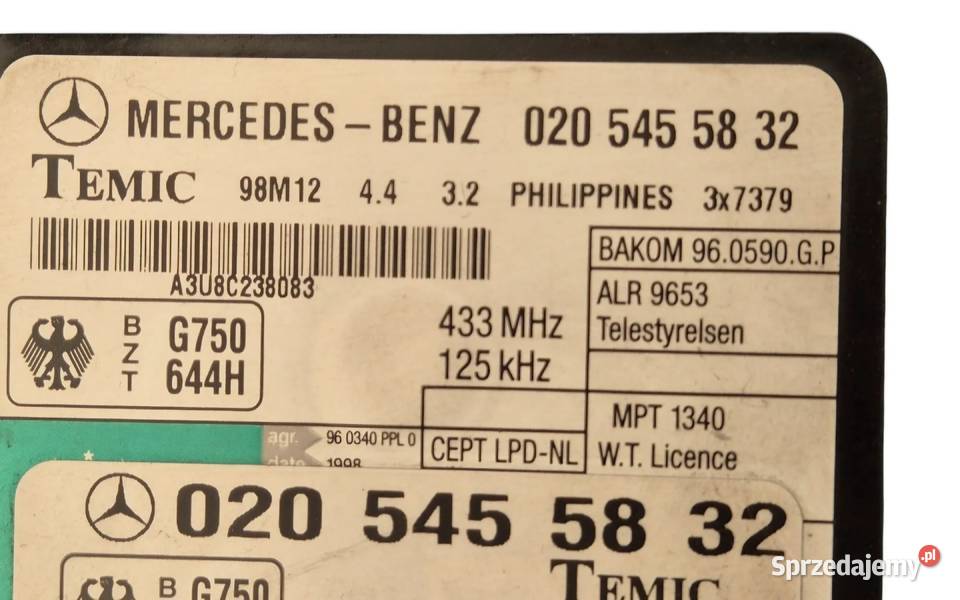 MERCEDES-BENZ 020 545 58 32
TEMIC 98M12 4.4 3.2 PHILIPPINES 3x7379
A3U8C238083
BAKOM 96.0590.G.P
ALR 9653
Telestyrelsen
BZT G750
644H
433 MHz
125 kHz
MPT 1340
W.T. Licence
CEPT LPD-NL
agr. 96 0340 PPL 0
date 1998
020 545 58 32
TEMIC
B G750
Sprzedajemy.pl